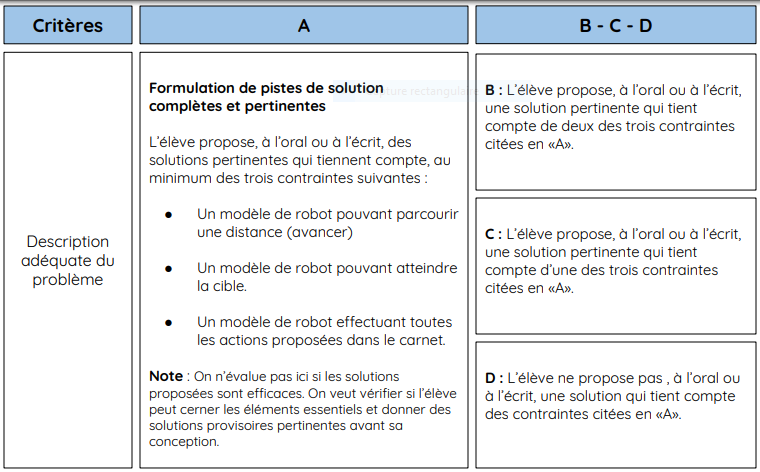 Critères
A
B - C - D
Description
adéquate du
problème
Formulation de pistes de solution
complètes et pertinentes
L'élève propose, à l'oral ou à l'écrit, des
solutions pertinentes qui tiennent compte, au
minimum des trois contraintes suivantes :
● Un modèle de robot pouvant parcourir
une distance (avancer)
● Un modèle de robot pouvant atteindre
la cible.
● Un modèle de robot effectuant toutes
les actions proposées dans le carnet.
Note : On n'évalue pas ici si les solutions
proposées sont efficaces. On veut vérifier si l'élève
peut cerner les éléments essentiels et donner des
solutions provisoires pertinentes avant sa
conception.
B : L'élève propose, à l'oral ou à l'écrit,
une solution pertinente qui tient
compte de deux des trois contraintes
citées en «A».
C : L'élève propose, à l'oral ou à l'écrit,
une solution pertinente qui tient
compte d'une des trois contraintes
citées en «A».
D : L'élève ne propose pas , à l'oral ou
à l'écrit, une solution qui tient compte
des contraintes citées en «A».